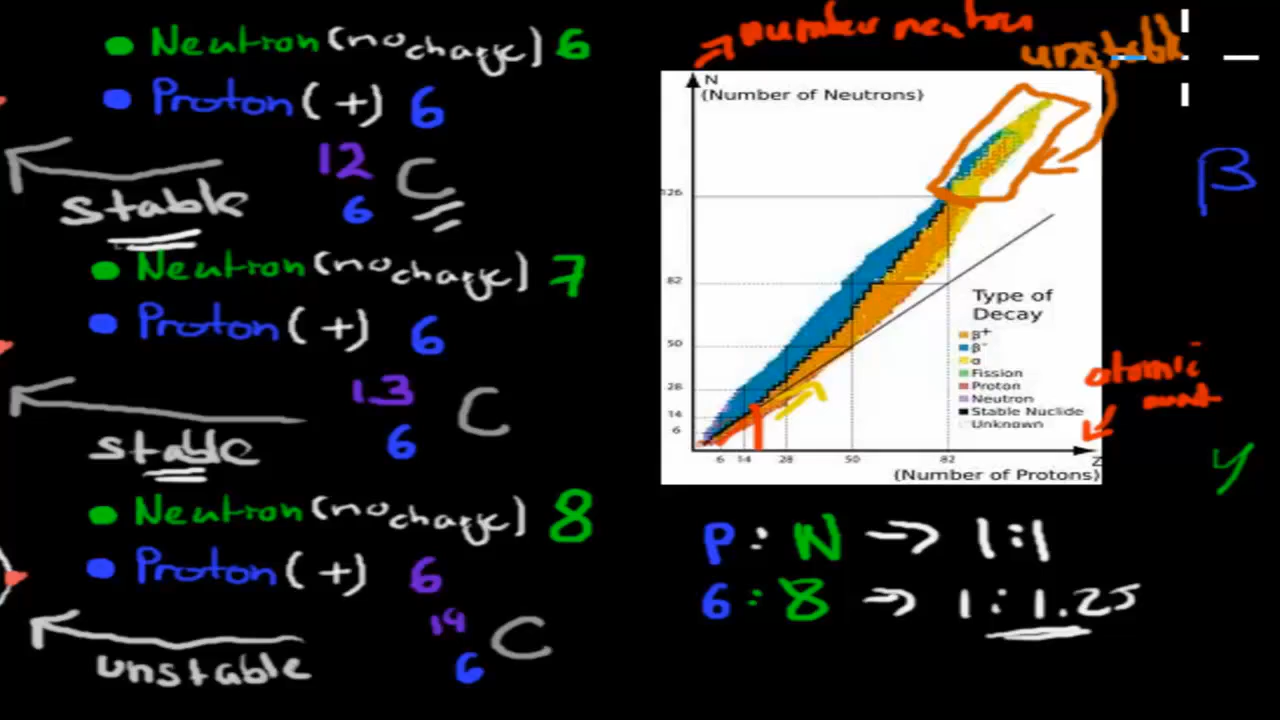 Neutron (no charge) 6
Proton (+) 6
12
6 C
stable
Neutron (no charge) 7
Proton (+) 6
13
6 C
stable
Neutron (no charge) 8
Proton (+) 6
14
6 C
unstable
number neutron
unstable
N
(Number of Neutrons)
126
82
50
28
14
6
6 14 28 50 82 Z
(Number of Protons)
Type of
Decay
β+
β-
α
Fission
Proton
Neutron
Stable Nuclide
Unknown
atomic
P : N → 1:1
6 : 8 → 1:1.25
β
γ